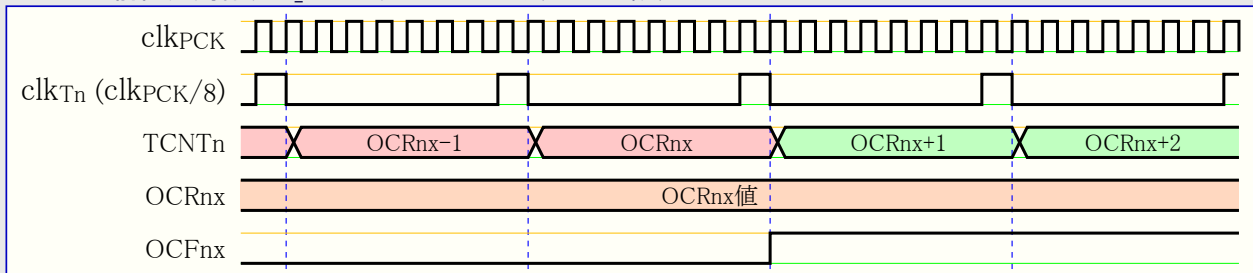 clkPCK
clkTn (clkPCK/8)
TCNTn OCRnx-1 OCRnx OCRnx+1 OCRnx+2
OCRnx OCRnx値
OCFnx